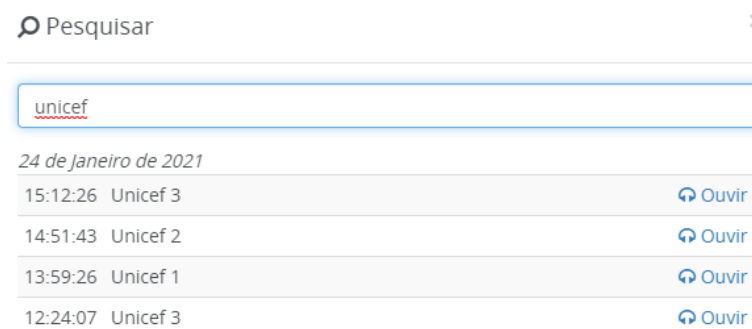 Pesquisar
unicef
24 de Janeiro de 2021
15:12:26 Unicef 3 Ouvir
14:51:43 Unicef 2 Ouvir
13:59:26 Unicef 1 Ouvir
12:24:07 Unicef 3 Ouvir